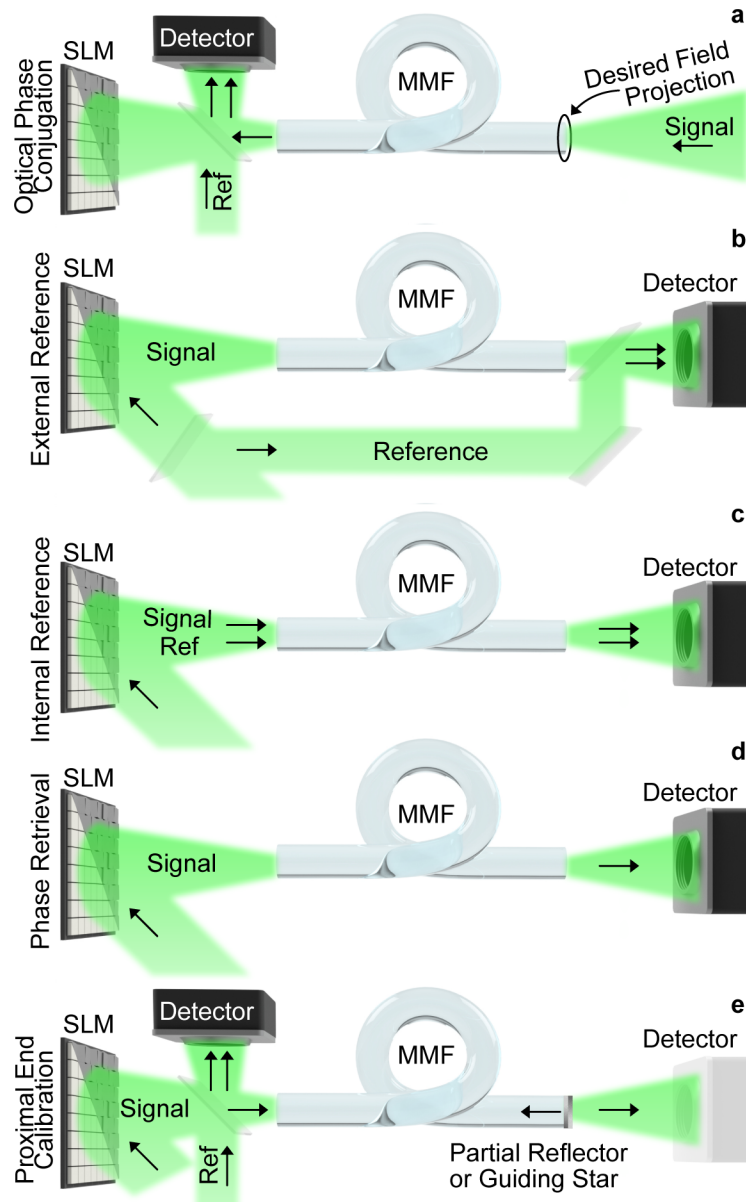 a
SLM
Detector
MMF
Desired Field
Projection
Signal
Ref
Optical Phase
Conjugation
b
SLM
MMF
Detector
Signal
Reference
External Reference
c
SLM
MMF
Detector
Signal
Ref
Internal Reference
d
SLM
MMF
Detector
Signal
Phase Retrieval
e
SLM
Detector
MMF
Detector
Signal
Ref
Partial Reflector
or Guiding Star
Proximal End
Calibration